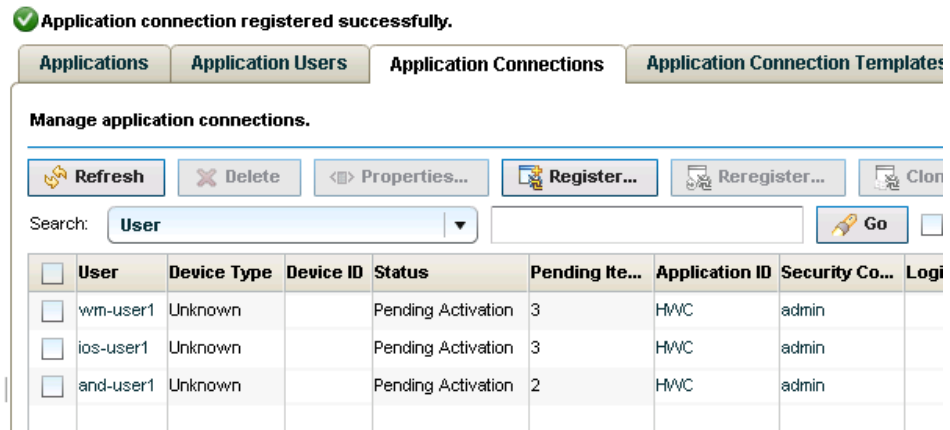 Application connection registered successfully.
Applications Application Users Application Connections Application Connection Templates
Manage application connections.
Refresh Delete Properties... Register... Reregister... Clon
Search: User Go
User Device Type Device ID Status Pending Ite... Application ID Security Co... Logi
wm-user1 Unknown Pending Activation 3 HWC admin
ios-user1 Unknown Pending Activation 3 HWC admin
and-user1 Unknown Pending Activation 2 HWC admin